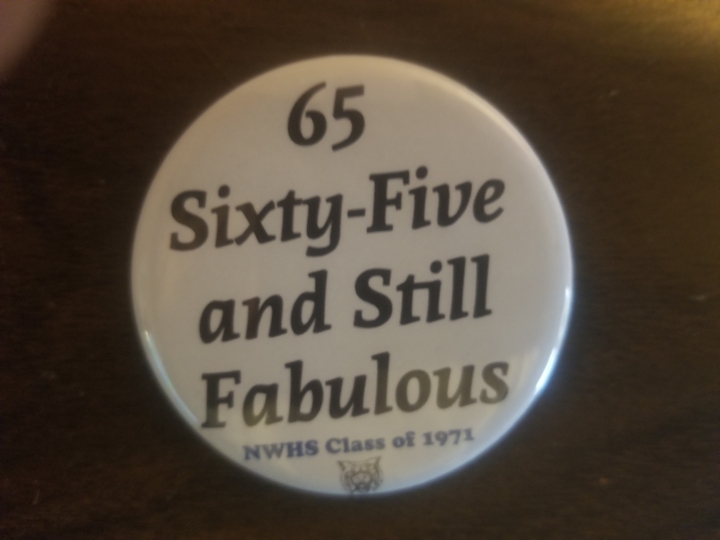 65
Sixty-Five
and Still
Fabulous
NWHS Class of 1971